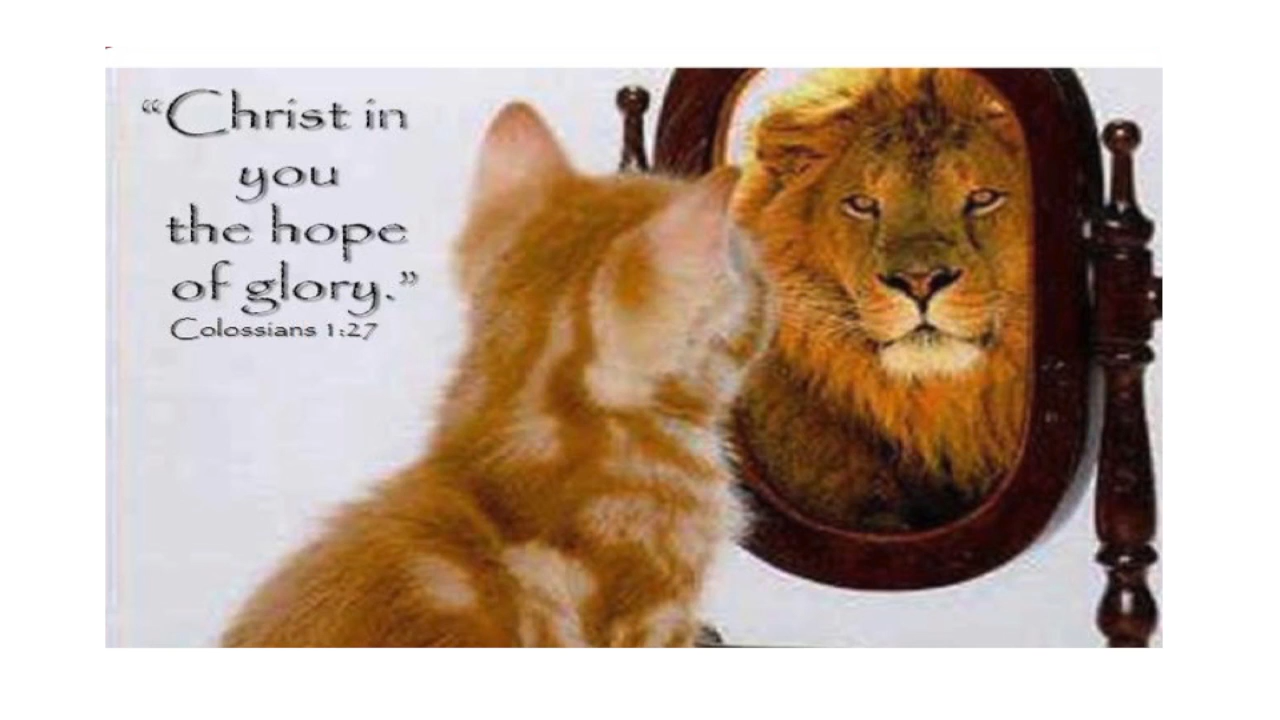 “Christ in
you
the hope
of glory.”
Colossians 1:27